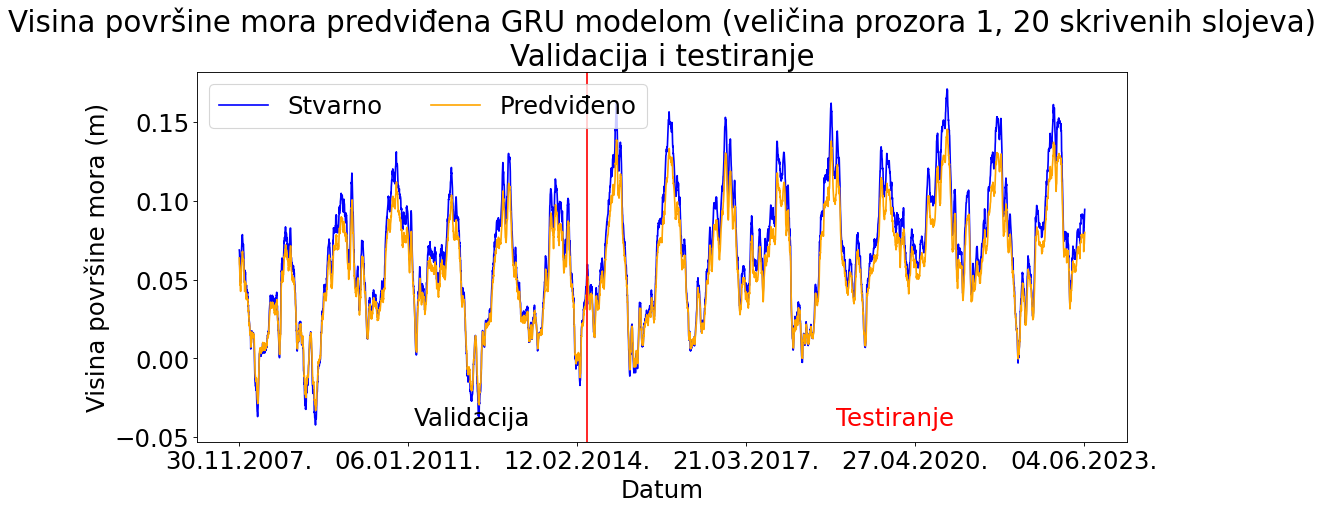 Visina površine mora predviđena GRU modelom (veličina prozora 1, 20 skrivenih slojeva)
Validacija i testiranje
Stvarno
Predviđeno
Visina površine mora (m)
0.15
0.10
0.05
0.00
−0.05
Validacija
Testiranje
30.11.2007.
06.01.2011.
12.02.2014.
21.03.2017.
27.04.2020.
04.06.2023.
Datum